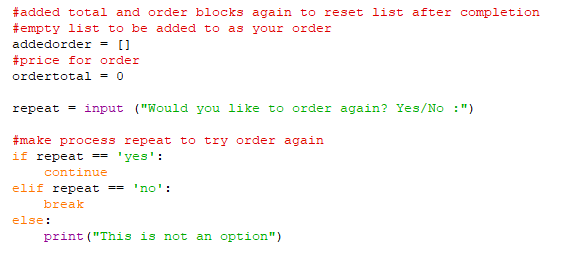 #added total and order blocks again to reset list after completion
#empty list to be added to as your order
addedorder = []
#price for order
ordertotal = 0
repeat = input ("Would you like to order again? Yes/No :")
#make process repeat to try order again
if repeat == 'yes':
    continue
elif repeat == 'no':
    break
else:
    print("This is not an option")